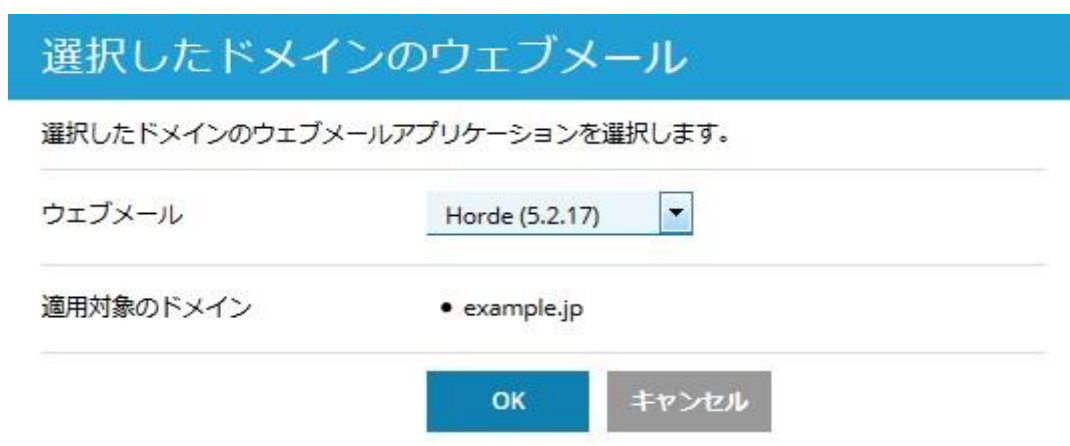 選択したドメインのウェブメール
選択したドメインのウェブメールアプリケーションを選択します。
ウェブメール Horde (5.2.17)
適用対象のドメイン • example.jp
OK キャンセル